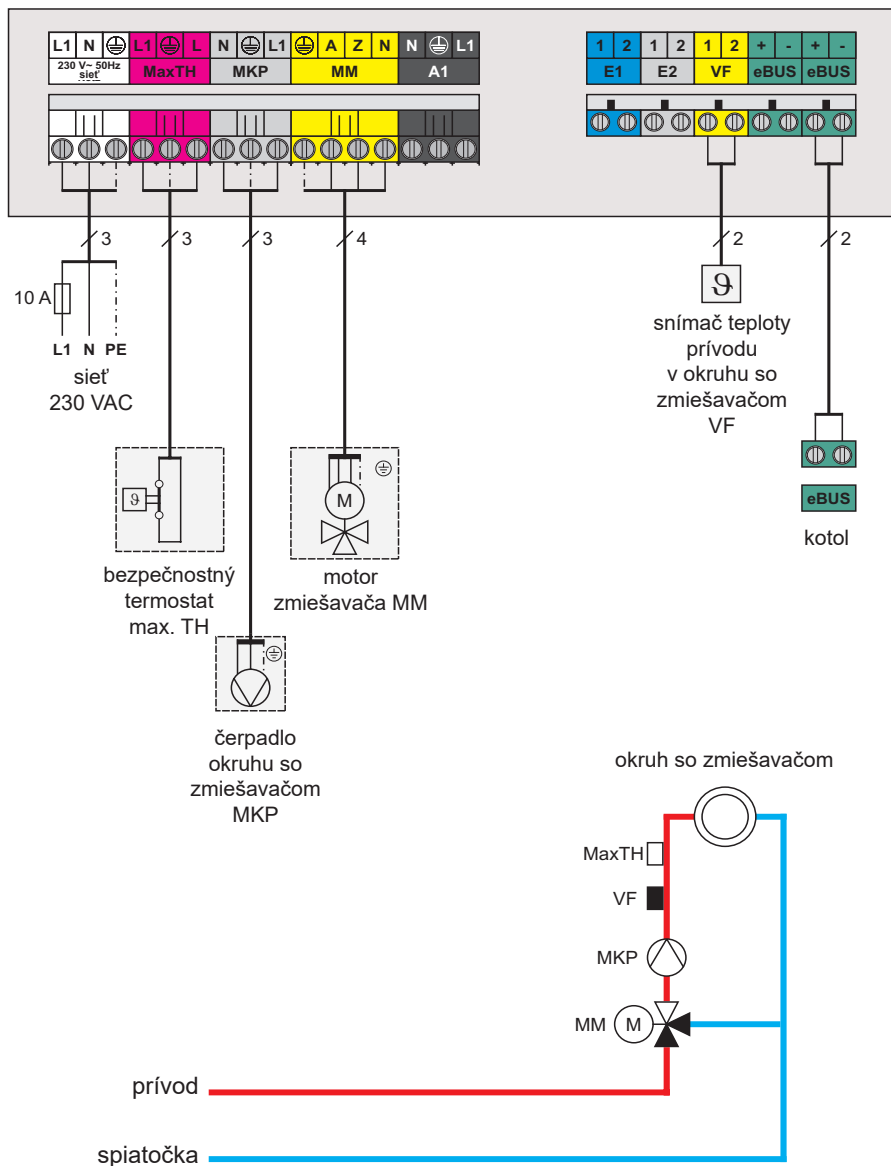 L1 N L1 L N L1 A Z N N L1
230 V~ 50Hz
sieť
MaxTH MKP MM A1
1 2 1 2 1 2 + - + -
E1 E2 VF eBUS eBUS
3 3 3 4 2 2
10 A
L1 N PE
sieť
230 VAC
ϑ
snímač teploty
prívodu
v okruhu so
zmiešavačom
VF
eBUS
kotol
ϑ
bezpečnostný
termostat
max. TH
M
motor
zmiešavača MM
čerpadlo
okruhu so
zmiešavačom
MKP
okruh so zmiešavačom
MaxTH
VF
MKP
MM M
prívod
spiatočka